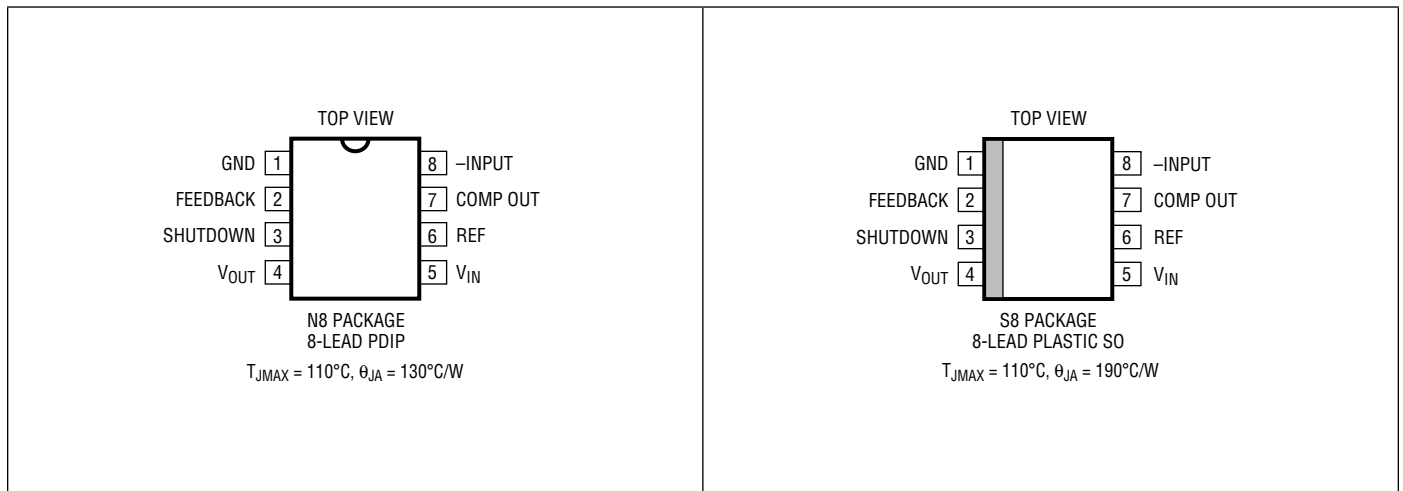 TOP VIEW
GND 1 8 –INPUT
FEEDBACK 2 7 COMP OUT
SHUTDOWN 3 6 REF
VOUT 4 5 VIN
N8 PACKAGE
8-LEAD PDIP
TJMAX = 110°C, θJA = 130°C/W
TOP VIEW
GND 1 8 –INPUT
FEEDBACK 2 7 COMP OUT
SHUTDOWN 3 6 REF
VOUT 4 5 VIN
S8 PACKAGE
8-LEAD PLASTIC SO
TJMAX = 110°C, θJA = 190°C/W